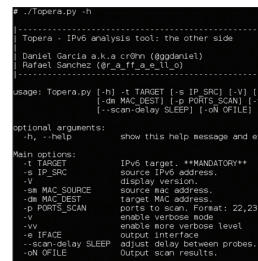 # ./Topera.py -h
|---------------------------------------------
| Topera - IPv6 analysis tool: the other side
|
| Daniel Garcia a.k.a cr0hn (@ggdaniel)
| Rafael Sanchez (@r_a_ff_a_e_ll_o)
|---------------------------------------------
usage: Topera.py [-h] -t TARGET [-s IP_SRC] [-V] [
[-dm MAC_DEST] [-p PORTS_SCAN] [-
[--scan-delay SLEEP] [-oN OFILE]
optional arguments:
-h, --help show this help message and e
Main options:
-t TARGET IPv6 target. **MANDATORY**
-s IP_SRC source IPv6 address.
-V display version.
-sm MAC_SOURCE source mac address.
-dm MAC_DEST target MAC address.
-p PORTS_SCAN ports to scan. Format: 22,23
-v enable verbose mode
-vv enable more verbose level
-e IFACE output interface
--scan-delay SLEEP adjust delay between probes.
-oN OFILE Output scan results.